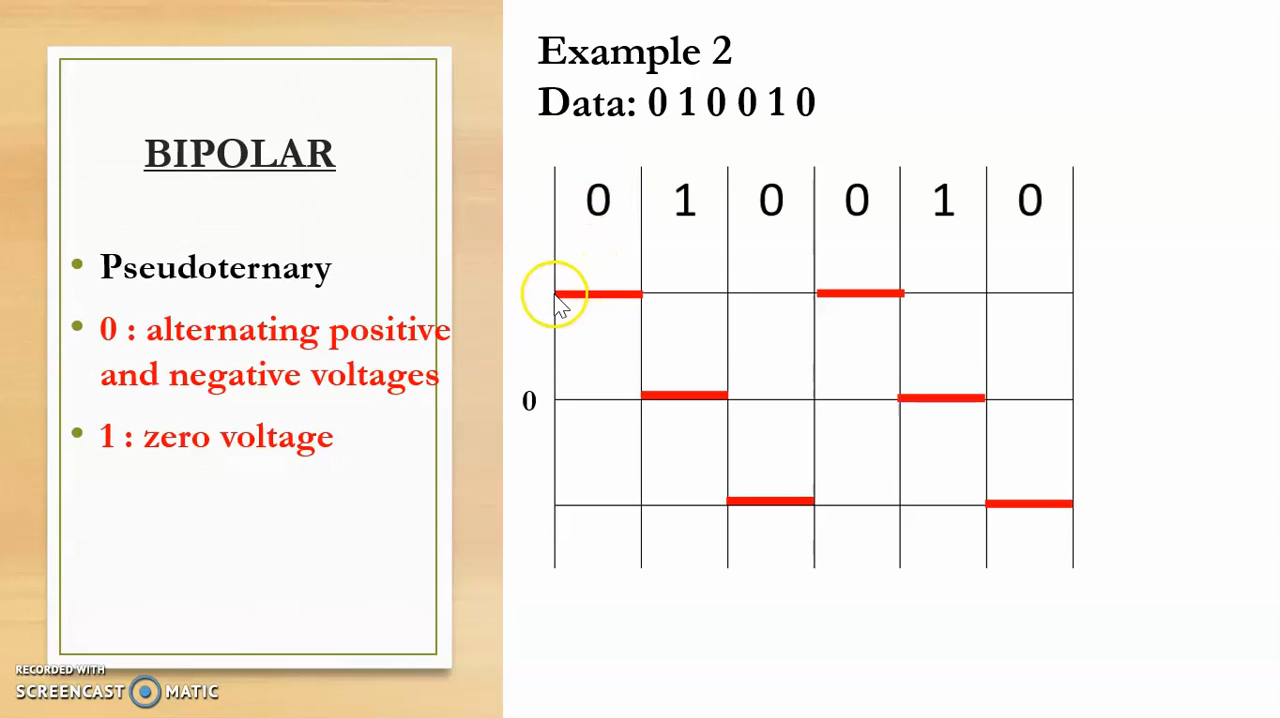 BIPOLAR
• Pseudoternary
• 0 : alternating positive
and negative voltages
• 1 : zero voltage
Example 2
Data: 0 1 0 0 1 0
0 1 0 0 1 0
0
RECORDED WITH
SCREENCAST MATIC